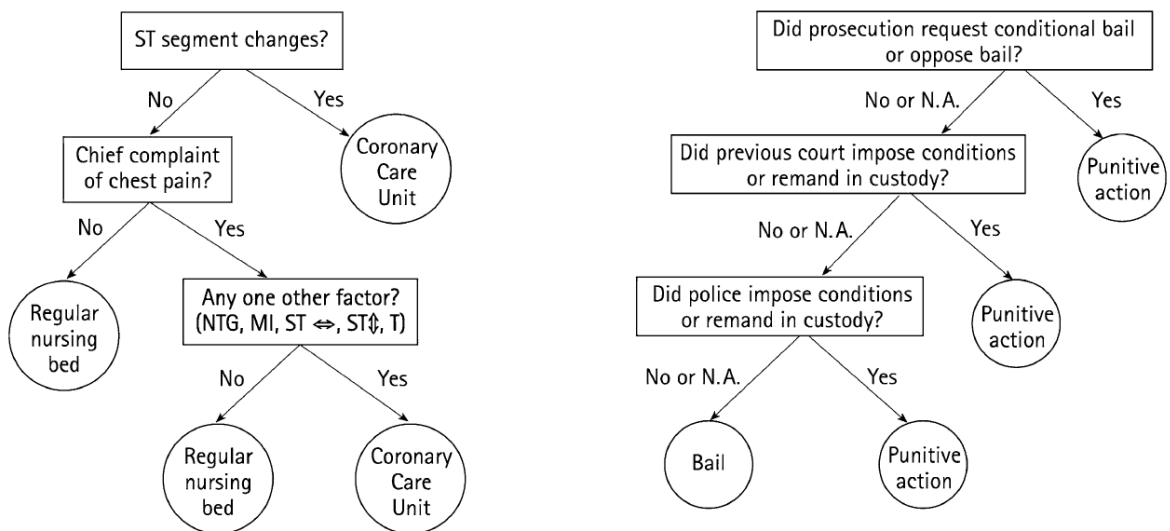 ST segment changes?
No
Yes
Chief complaint
of chest pain?
Coronary
Care
Unit
No
Yes
Regular
nursing
bed
Any one other factor?
(NTG, MI, ST ⇔, ST⇕, T)
No
Yes
Regular
nursing
bed
Coronary
Care
Unit
Did prosecution request conditional bail
or oppose bail?
No or N.A.
Yes
Did previous court impose conditions
or remand in custody?
Punitive
action
No or N.A.
Yes
Did police impose conditions
or remand in custody?
Punitive
action
No or N.A.
Yes
Bail
Punitive
action